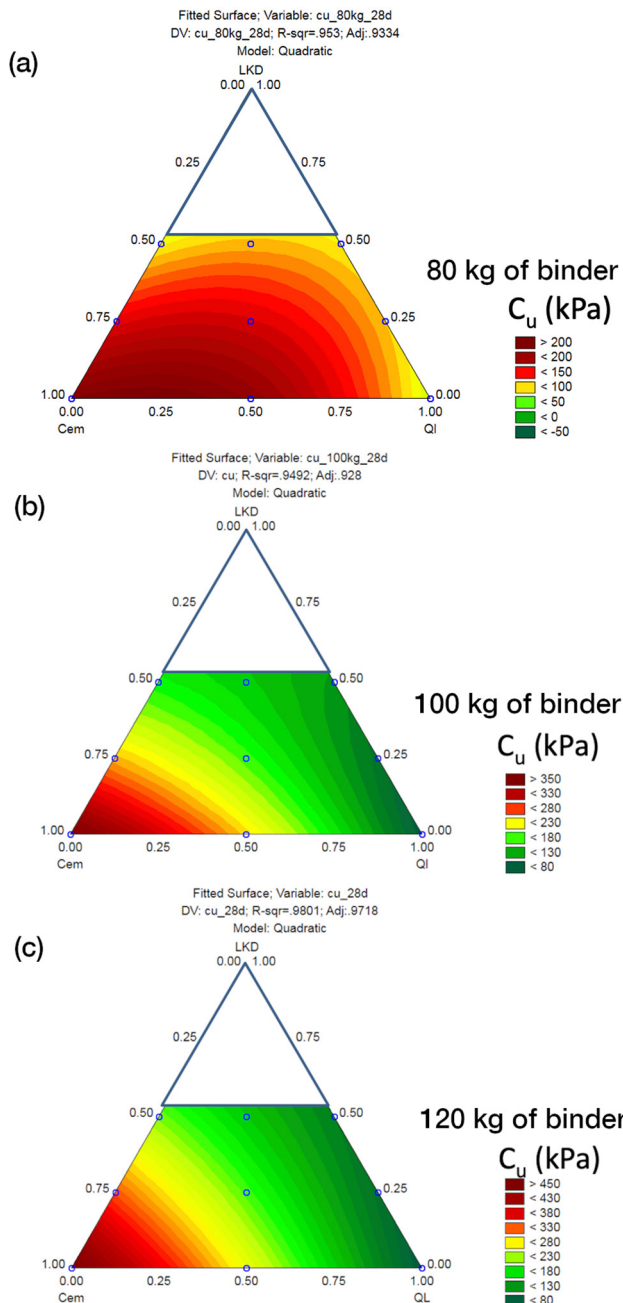 Fitted Surface; Variable: cu_80kg_28d
DV: cu_80kg_28d; R-sqr=.953; Adj:.9334
Model: Quadratic
(a)
LKD
0.00 1.00
0.25 0.75
0.50 0.50
80 kg of binder
Cu (kPa)
0.75 0.25
> 200
< 200
< 150
< 100
< 50
< 0
< -50
1.00 0.00
0.00 0.25 0.50 0.75 1.00
Cem QI
Fitted Surface; Variable: cu_100kg_28d
DV: cu; R-sqr=.9492; Adj:.928
Model: Quadratic
(b)
LKD
0.00 1.00
0.25 0.75
0.50 0.50
100 kg of binder
Cu (kPa)
0.75 0.25
> 350
< 330
< 280
< 230
< 180
< 130
< 80
1.00 0.00
0.00 0.25 0.50 0.75 1.00
Cem QI
Fitted Surface; Variable: cu_28d
DV: cu_28d; R-sqr=.9801; Adj:.9718
Model: Quadratic
(c)
LKD
0.00 1.00
0.25 0.75
0.50 0.50
120 kg of binder
Cu (kPa)
0.75 0.25
> 450
< 430
< 380
< 330
< 280
< 230
< 180
< 130
< 80
1.00 0.00
0.00 0.25 0.50 0.75 1.00
Cem QL